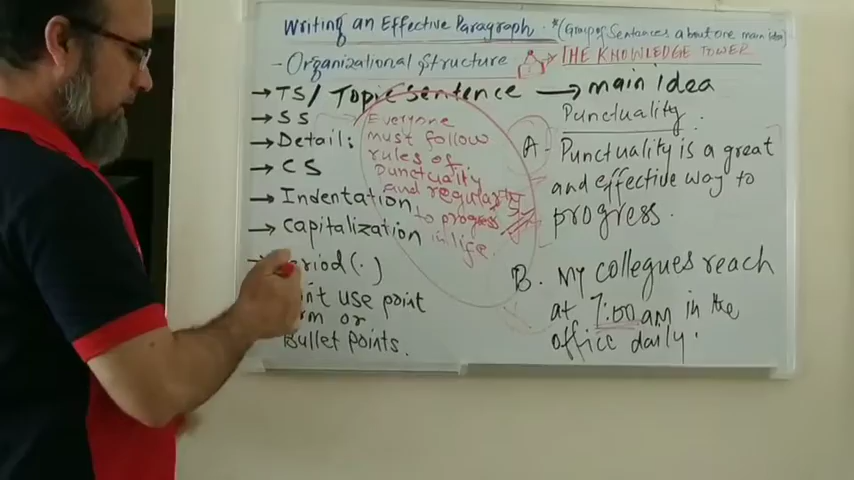 Writing an Effective Paragraph. *(Group of Sentences about one main idea)
- Organizational Structure THE KNOWLEDGE TOWER
→ TS/ Topic Sentence → main idea
→ SS
→ Detail:
→ CS
→ Indentation
→ Capitalization
→ Period (.)
use point
or
Bullet points.
Everyone
must follow
rules of
punctuality
and regularity
to progress
in life.
Punctuality.
A- Punctuality is a great
and effective way to
progress.
B. My collegues reach
at 7:00 am in the
office daily.